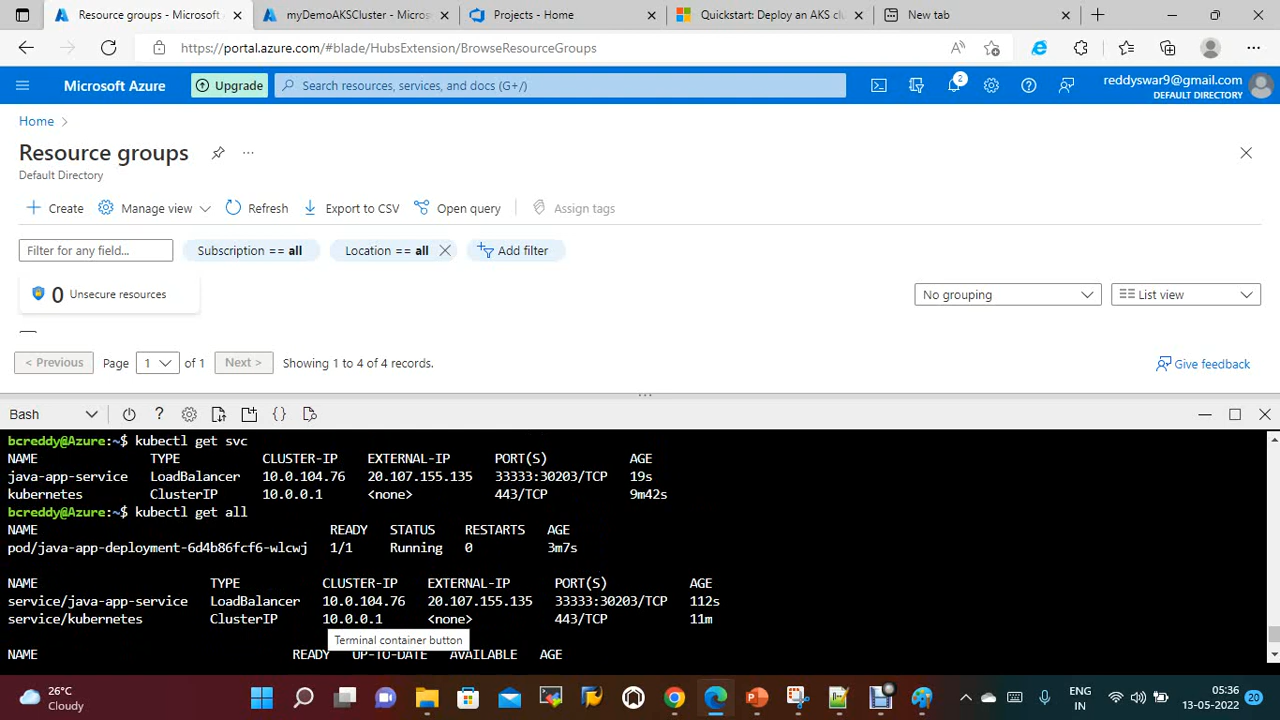 Resource groups - Microsoft A
myDemoAKSCluster - Microso
Projects - Home
Quickstart: Deploy an AKS clu
New tab
https://portal.azure.com/#blade/HubsExtension/BrowseResourceGroups
Microsoft Azure
Upgrade
Search resources, services, and docs (G+/)
2
reddyswar9@gmail.com
DEFAULT DIRECTORY
Home
Resource groups
Default Directory
Create
Manage view
Refresh
Export to CSV
Open query
Assign tags
Filter for any field...
Subscription == all
Location == all
Add filter
0 Unsecure resources
No grouping
List view
< Previous
Page
1
of 1
Next >
Showing 1 to 4 of 4 records.
Give feedback
Bash
bcreddy@Azure:~$ kubectl get svc
NAME TYPE CLUSTER-IP EXTERNAL-IP PORT(S) AGE
java-app-service LoadBalancer 10.0.104.76 20.107.155.135 33333:30203/TCP 19s
kubernetes ClusterIP 10.0.0.1 <none> 443/TCP 9m42s
bcreddy@Azure:~$ kubectl get all
NAME READY STATUS RESTARTS AGE
pod/java-app-deployment-6d4b86fcf6-wlcwj 1/1 Running 0 3m7s
NAME TYPE CLUSTER-IP EXTERNAL-IP PORT(S) AGE
service/java-app-service LoadBalancer 10.0.104.76 20.107.155.135 33333:30203/TCP 112s
service/kubernetes ClusterIP 10.0.0.1 <none> 443/TCP 11m
Terminal container button
NAME READY UP-TO-DATE AVAILABLE AGE
26°C
Cloudy
ENG
IN
05:36
13-05-2022
20